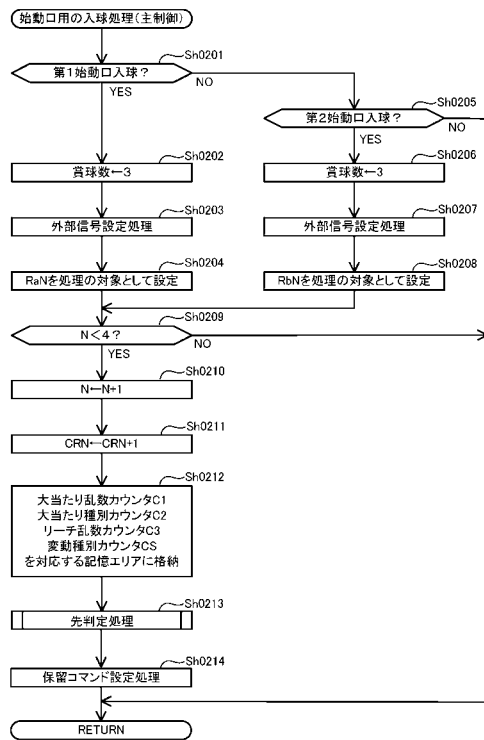 始動口用の入球処理(主制御)
Sh0201
第1始動口入球？
YES
NO
Sh0205
第2始動口入球？
YES
NO
Sh0202
賞球数←3
Sh0206
賞球数←3
Sh0203
外部信号設定処理
Sh0207
外部信号設定処理
Sh0204
RaNを処理の対象として設定
Sh0208
RbNを処理の対象として設定
Sh0209
N＜4？
YES
NO
Sh0210
N←N+1
Sh0211
CRN←CRN+1
Sh0212
大当たり乱数カウンタC1
大当たり種別カウンタC2
リーチ乱数カウンタC3
変動種別カウンタCS
を対応する記憶エリアに格納
Sh0213
先判定処理
Sh0214
保留コマンド設定処理
RETURN